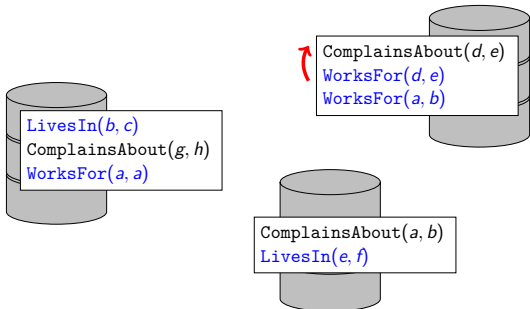 ComplainsAbout(d, e)
WorksFor(d, e)
WorksFor(a, b)
LivesIn(b, c)
ComplainsAbout(g, h)
WorksFor(a, a)
ComplainsAbout(a, b)
LivesIn(e, f)